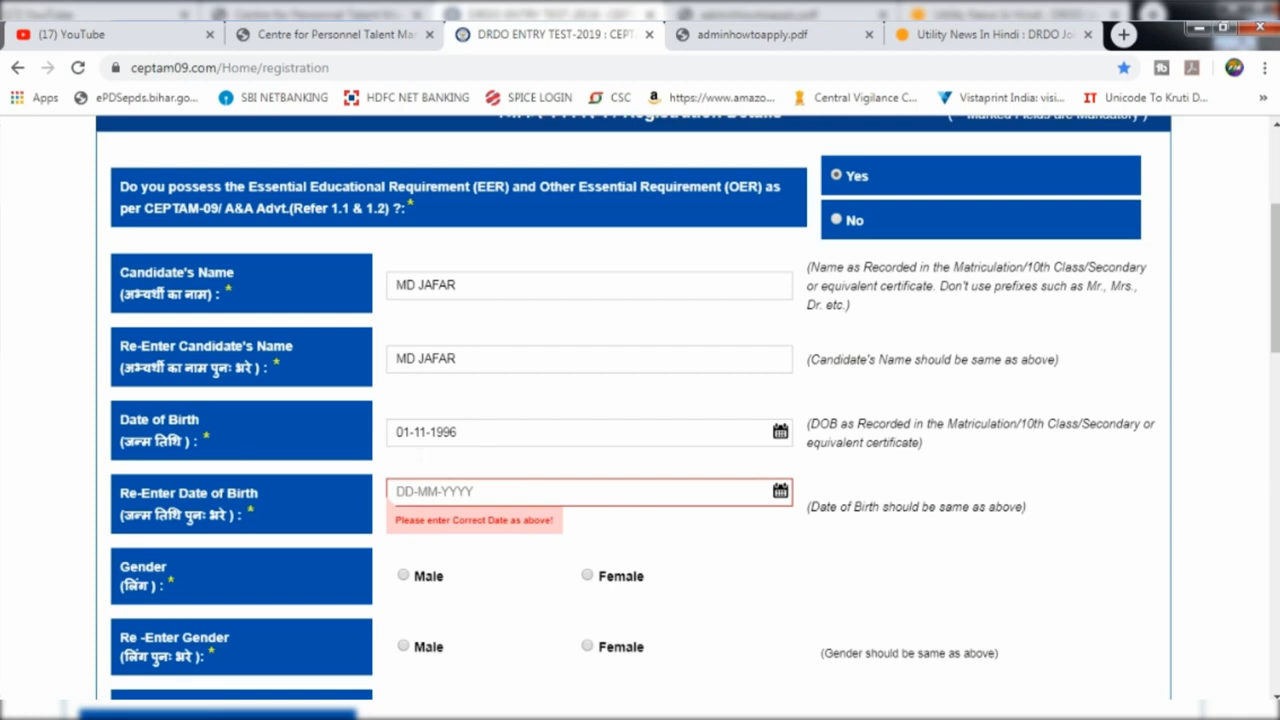 (17) YouTube
Centre for Personnel Talent Ma
DRDO ENTRY TEST-2019 : CEPT
adminhowtoapply.pdf
Utility News In Hindi : DRDO Jo
ceptam09.com/Home/registration
Apps
ePDSepds.bihar.go...
SBI NETBANKING
HDFC NET BANKING
SPICE LOGIN
CSC
https://www.amazo...
Central Vigilance C...
Vistaprint India: visi...
Unicode To Kruti D...
»
Registration Details
Marked Fields are Mandatory )
Do you possess the Essential Educational Requirement (EER) and Other Essential Requirement (OER) as
per CEPTAM-09/ A&A Advt.(Refer 1.1 & 1.2) ?: *
Yes
No
Candidate's Name
(अभ्यर्थी का नाम) : *
MD JAFAR
(Name as Recorded in the Matriculation/10th Class/Secondary
or equivalent certificate. Don't use prefixes such as Mr., Mrs.,
Dr. etc.)
Re-Enter Candidate's Name
(अभ्यर्थी का नाम पुनः भरे ) : *
MD JAFAR
(Candidate's Name should be same as above)
Date of Birth
(जन्म तिथि ) : *
01-11-1996
(DOB as Recorded in the Matriculation/10th Class/Secondary or
equivalent certificate)
Re-Enter Date of Birth
(जन्म तिथि पुनः भरे ) : *
DD-MM-YYYY
Please enter Correct Date as above!
(Date of Birth should be same as above)
Gender
(लिंग ) : *
Male
Female
Re -Enter Gender
(लिंग पुनः भरे ): *
Male
Female
(Gender should be same as above)